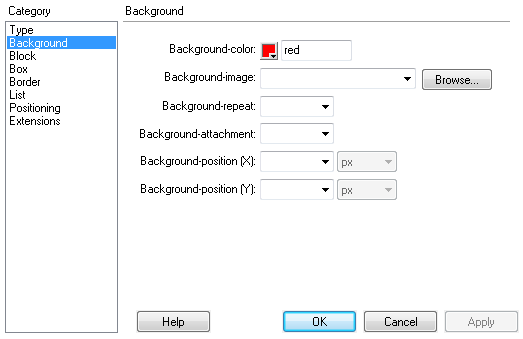 Category
Type
Background
Block
Box
Border
List
Positioning
Extensions
Background
Background-color: red
Background-image: Browse...
Background-repeat:
Background-attachment:
Background-position (X): px
Background-position (Y): px
Help OK Cancel Apply